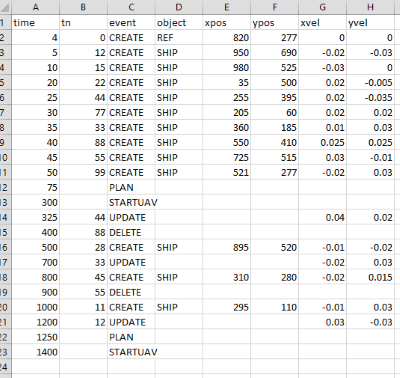 A B C D E F G H
1 time tn event object xpos ypos xvel yvel
2 4 0 CREATE REF 820 277 0 0
3 5 12 CREATE SHIP 950 690 -0.02 -0.03
4 10 15 CREATE SHIP 980 525 -0.03 0
5 20 22 CREATE SHIP 35 500 0.02 -0.005
6 25 44 CREATE SHIP 255 395 0.02 -0.035
7 30 77 CREATE SHIP 205 60 0.02 0.02
8 35 33 CREATE SHIP 360 185 0.01 0.03
9 40 88 CREATE SHIP 550 410 0.025 0.025
10 45 55 CREATE SHIP 725 515 0.03 -0.01
11 50 99 CREATE SHIP 521 277 -0.02 0.03
12 75 PLAN
13 300 STARTUAV
14 325 44 UPDATE 0.04 0.02
15 400 88 DELETE
16 500 28 CREATE SHIP 895 520 -0.01 -0.02
17 700 33 UPDATE -0.02 0.03
18 800 45 CREATE SHIP 310 280 -0.02 0.015
19 900 55 DELETE
20 1000 11 CREATE SHIP 295 110 -0.01 0.03
21 1200 12 UPDATE 0.03 -0.03
22 1250 PLAN
23 1400 STARTUAV
24